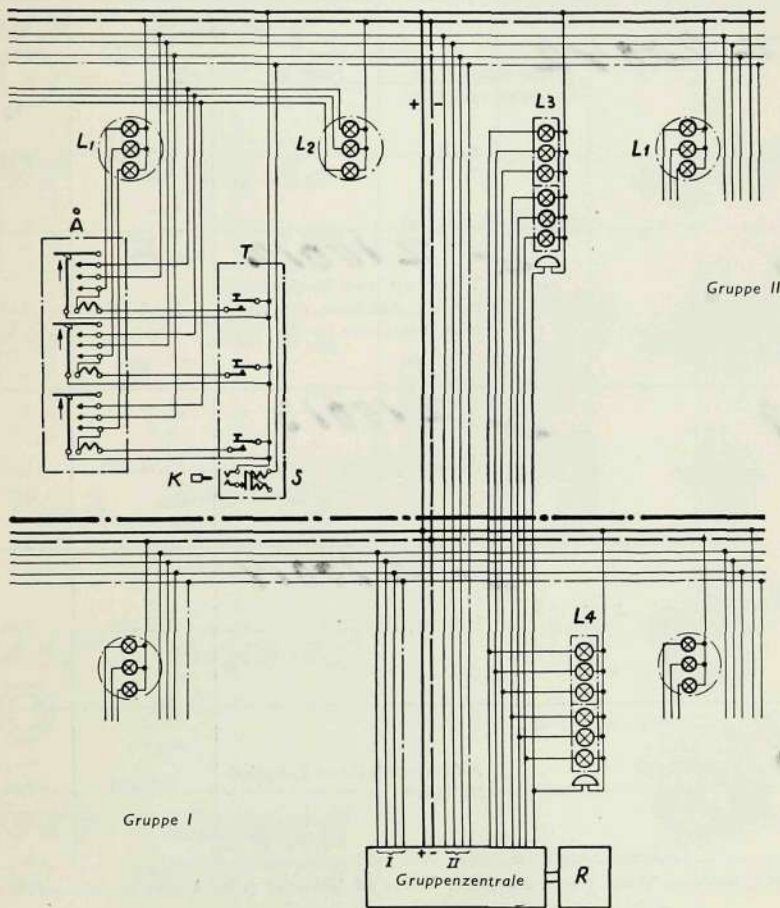 + -
L3
L1
L2
L1
Å
T
Gruppe II
K
S
L4
Gruppe I
I
+ -
II
Gruppenzentrale
R